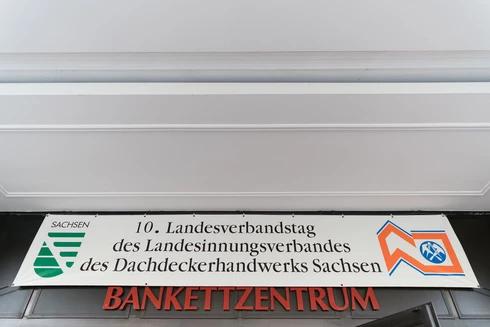 SACHSEN
10. Landesverbandstag
des Landesinnungsverbandes
des Dachdeckerhandwerks Sachsen
BANKETTZENTRUM